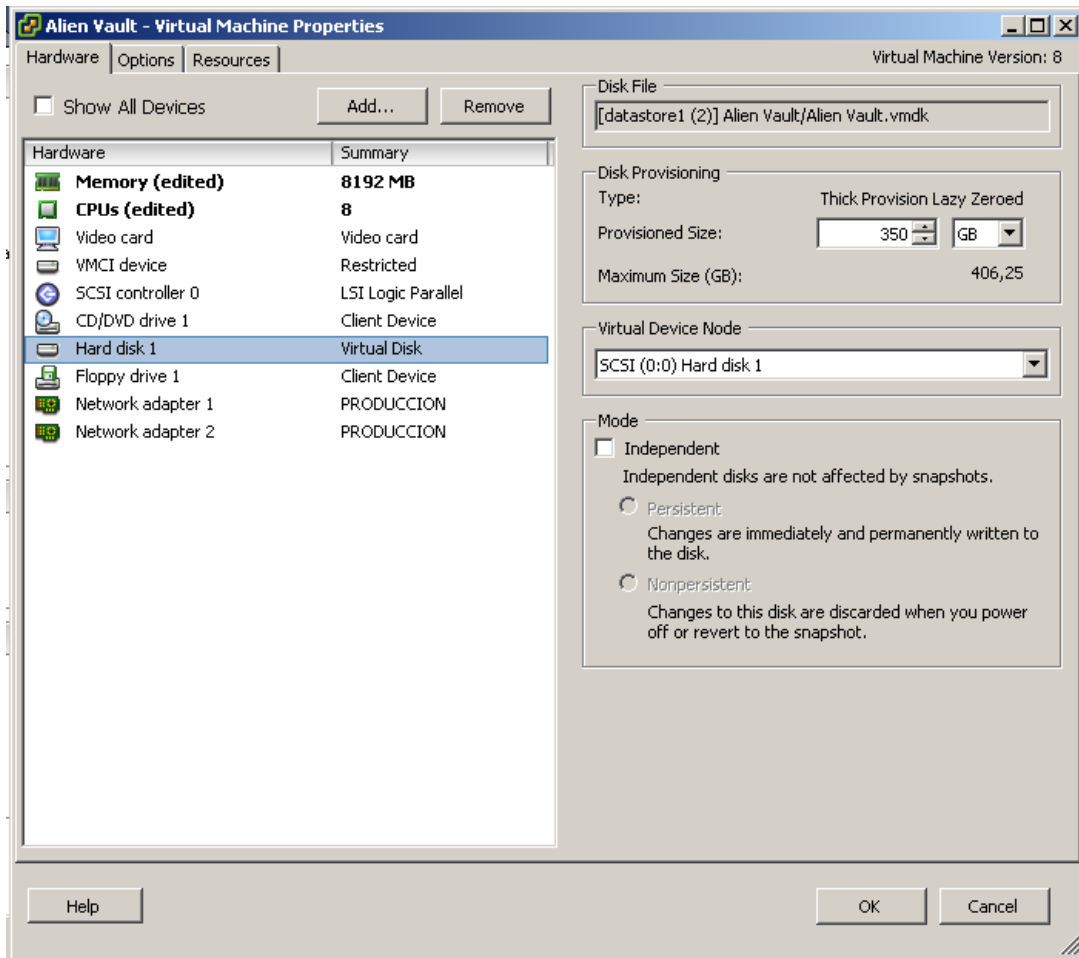 Alien Vault - Virtual Machine Properties
Hardware Options Resources Virtual Machine Version: 8
Show All Devices Add... Remove
Hardware Summary
Memory (edited) 8192 MB
CPUs (edited) 8
Video card Video card
VMCI device Restricted
SCSI controller 0 LSI Logic Parallel
CD/DVD drive 1 Client Device
Hard disk 1 Virtual Disk
Floppy drive 1 Client Device
Network adapter 1 PRODUCCION
Network adapter 2 PRODUCCION
Disk File
[datastore1 (2)] Alien Vault/Alien Vault.vmdk
Disk Provisioning
Type: Thick Provision Lazy Zeroed
Provisioned Size: 350 GB
Maximum Size (GB): 406,25
Virtual Device Node
SCSI (0:0) Hard disk 1
Mode
Independent
Independent disks are not affected by snapshots.
Persistent
Changes are immediately and permanently written to
the disk.
Nonpersistent
Changes to this disk are discarded when you power
off or revert to the snapshot.
Help OK Cancel